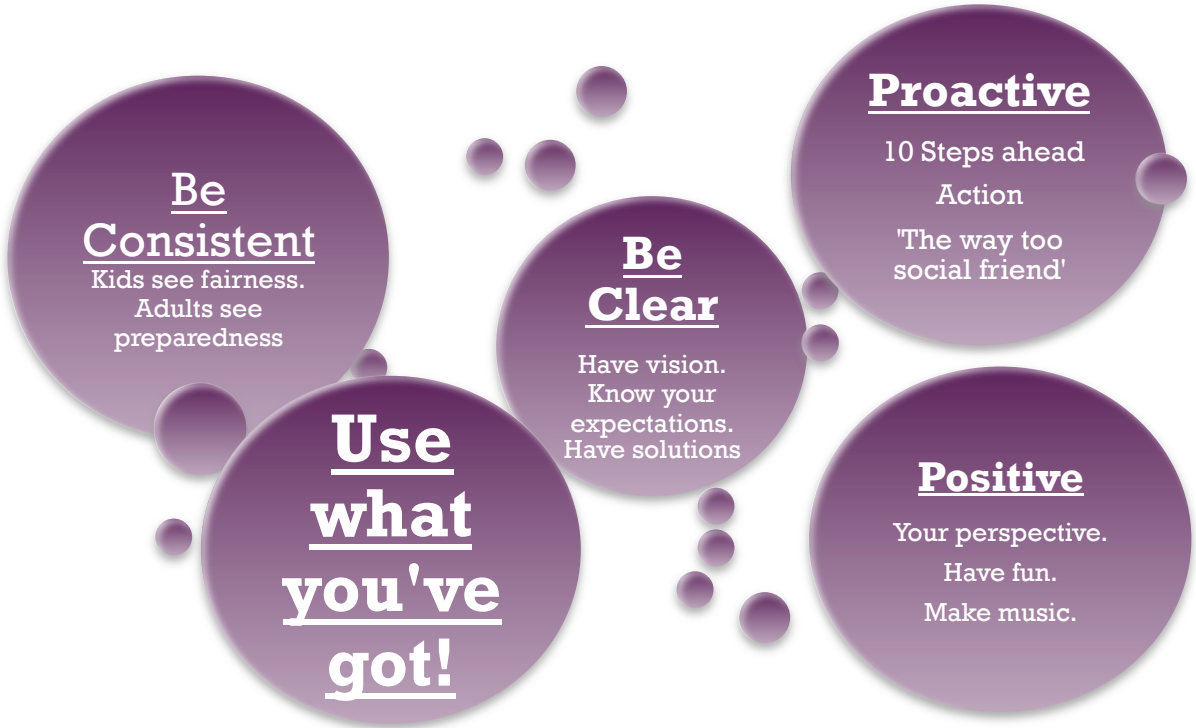 Be
Consistent
Kids see fairness.
Adults see
preparedness
Use
what
you've
got!
Be
Clear
Have vision.
Know your
expectations.
Have solutions
Proactive
10 Steps ahead
Action
'The way too
social friend'
Positive
Your perspective.
Have fun.
Make music.